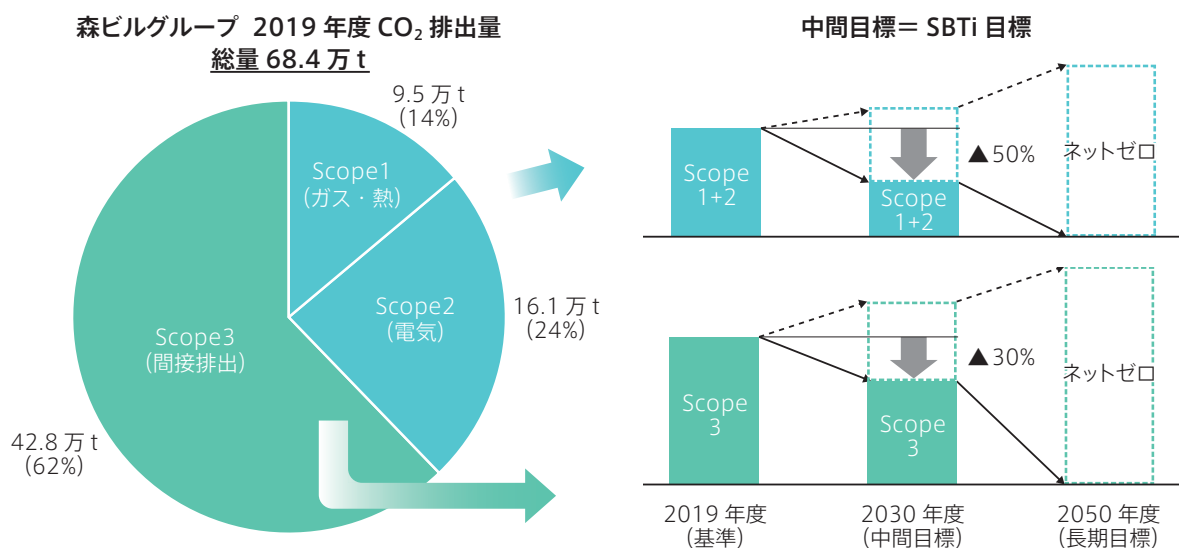 森ビルグループ 2019 年度 CO₂ 排出量
総量 68.4 万 t
9.5 万 t
(14%)
Scope1
(ガス・熱)
Scope2
(電気)
16.1 万 t
(24%)
Scope3
(間接排出)
42.8 万 t
(62%)
中間目標= SBTi 目標
Scope
1+2
Scope
1+2
▲50%
ネットゼロ
Scope
3
Scope
3
▲30%
ネットゼロ
2019 年度
(基準)
2030 年度
(中間目標)
2050 年度
(長期目標)